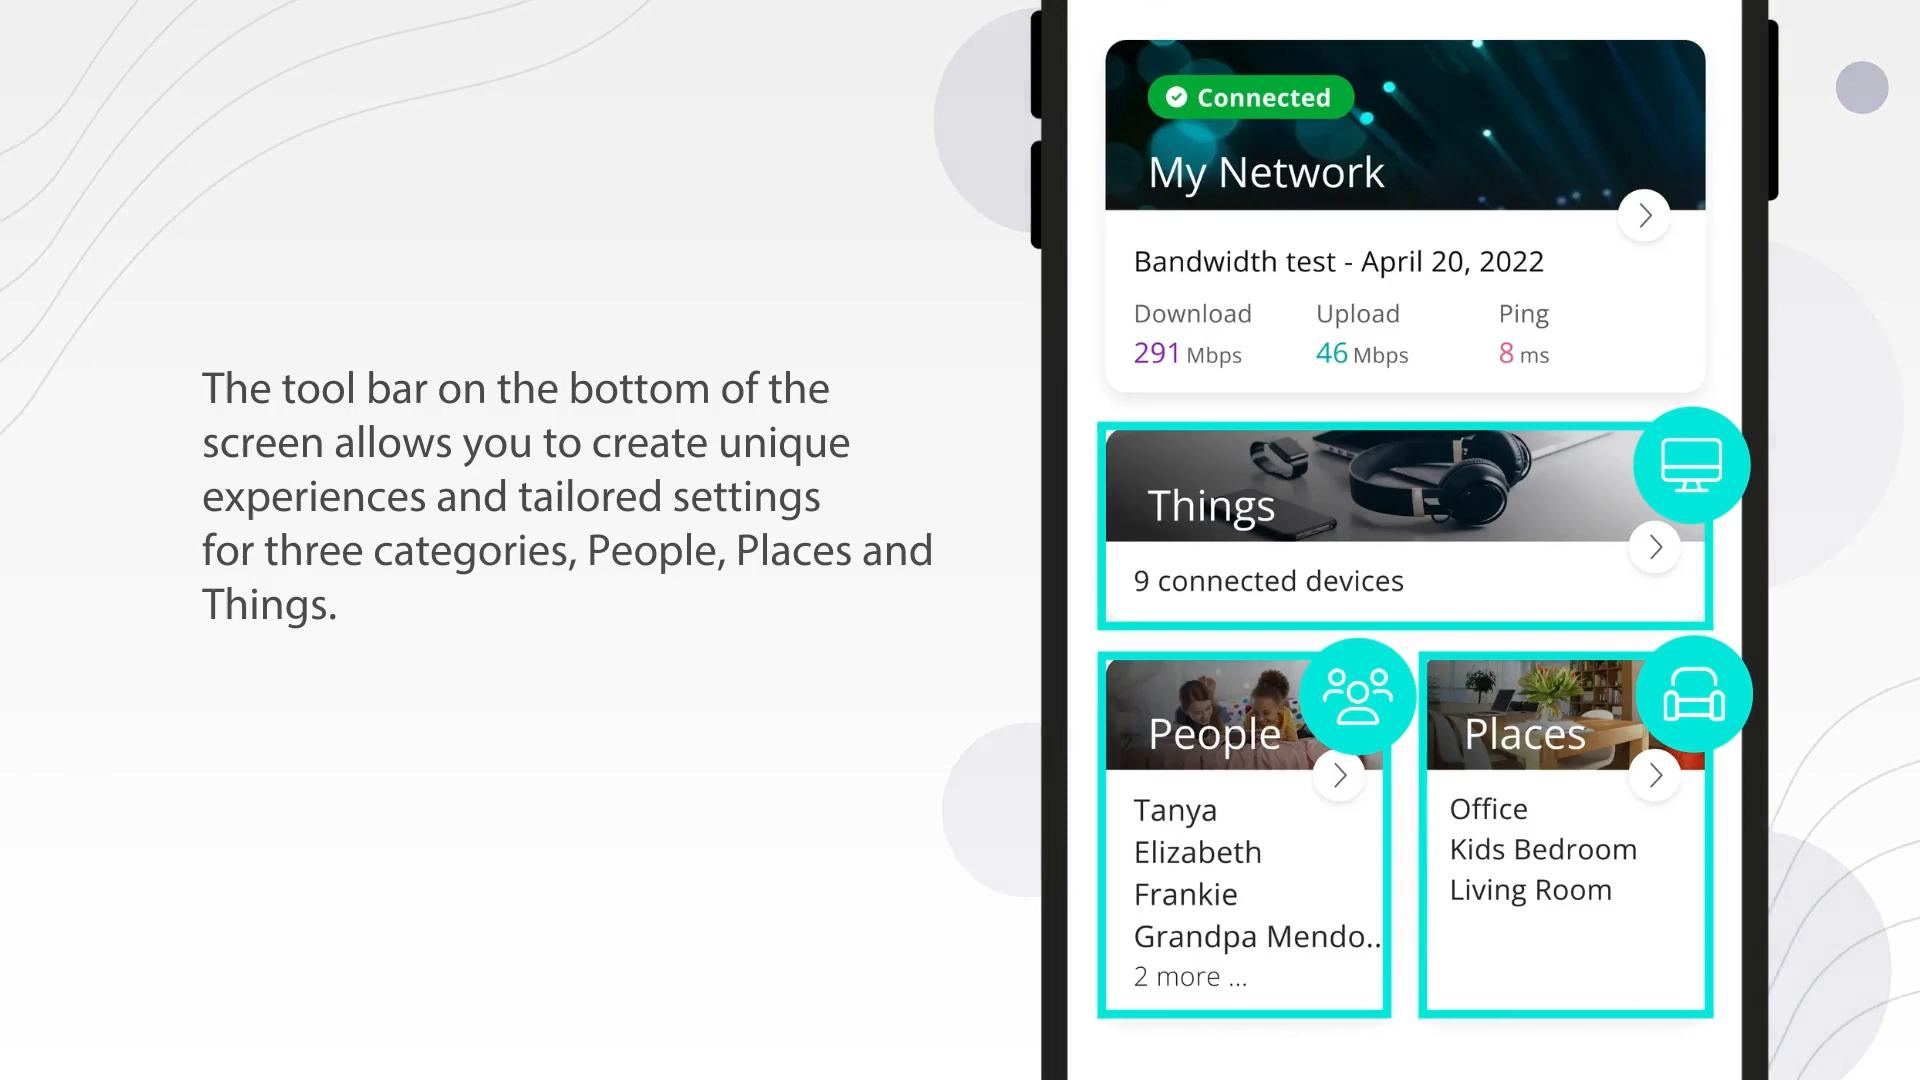 The tool bar on the bottom of the
screen allows you to create unique
experiences and tailored settings
for three categories, People, Places and
Things.
Connected
My Network
Bandwidth test - April 20, 2022
Download Upload Ping
291 Mbps 46 Mbps 8 ms
Things
9 connected devices
People
Tanya
Elizabeth
Frankie
Grandpa Mendo..
2 more ...
Places
Office
Kids Bedroom
Living Room